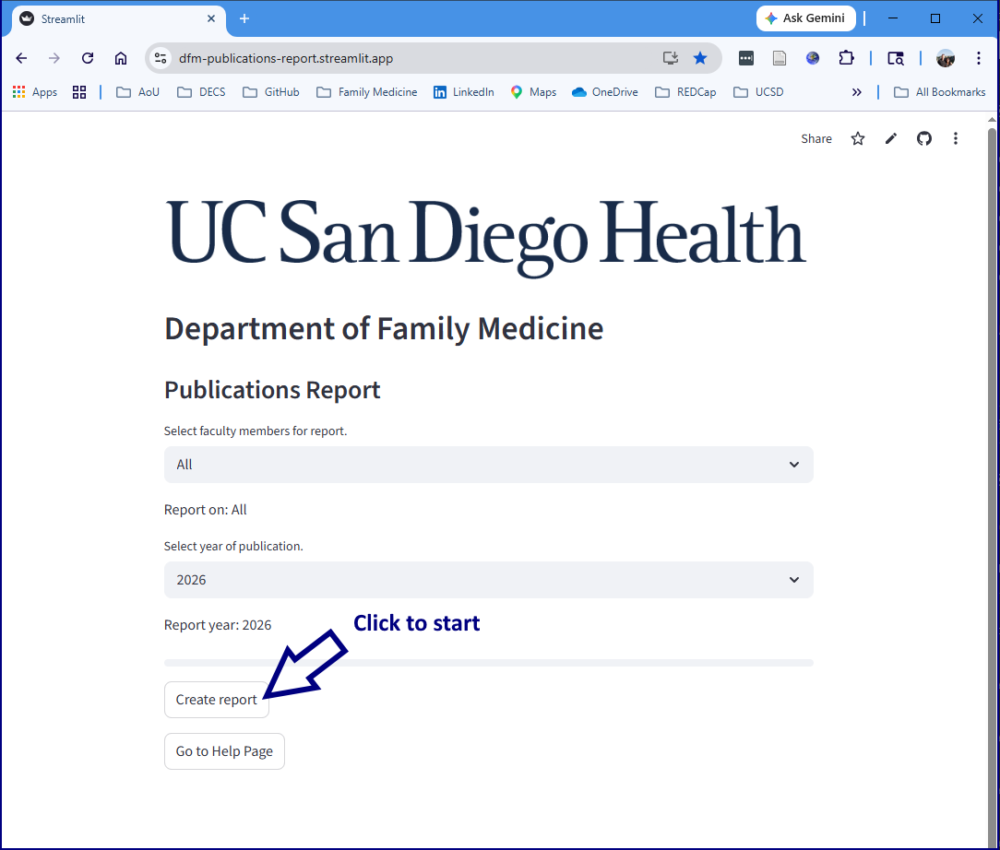 Streamlit
Ask Gemini
dfm-publications-report.streamlit.app
Apps AoU DECS GitHub Family Medicine LinkedIn Maps OneDrive REDCap UCSD All Bookmarks
Share
UC San Diego Health
Department of Family Medicine
Publications Report
Select faculty members for report.
All
Report on: All
Select year of publication.
2026
Report year: 2026
Click to start
Create report
Go to Help Page